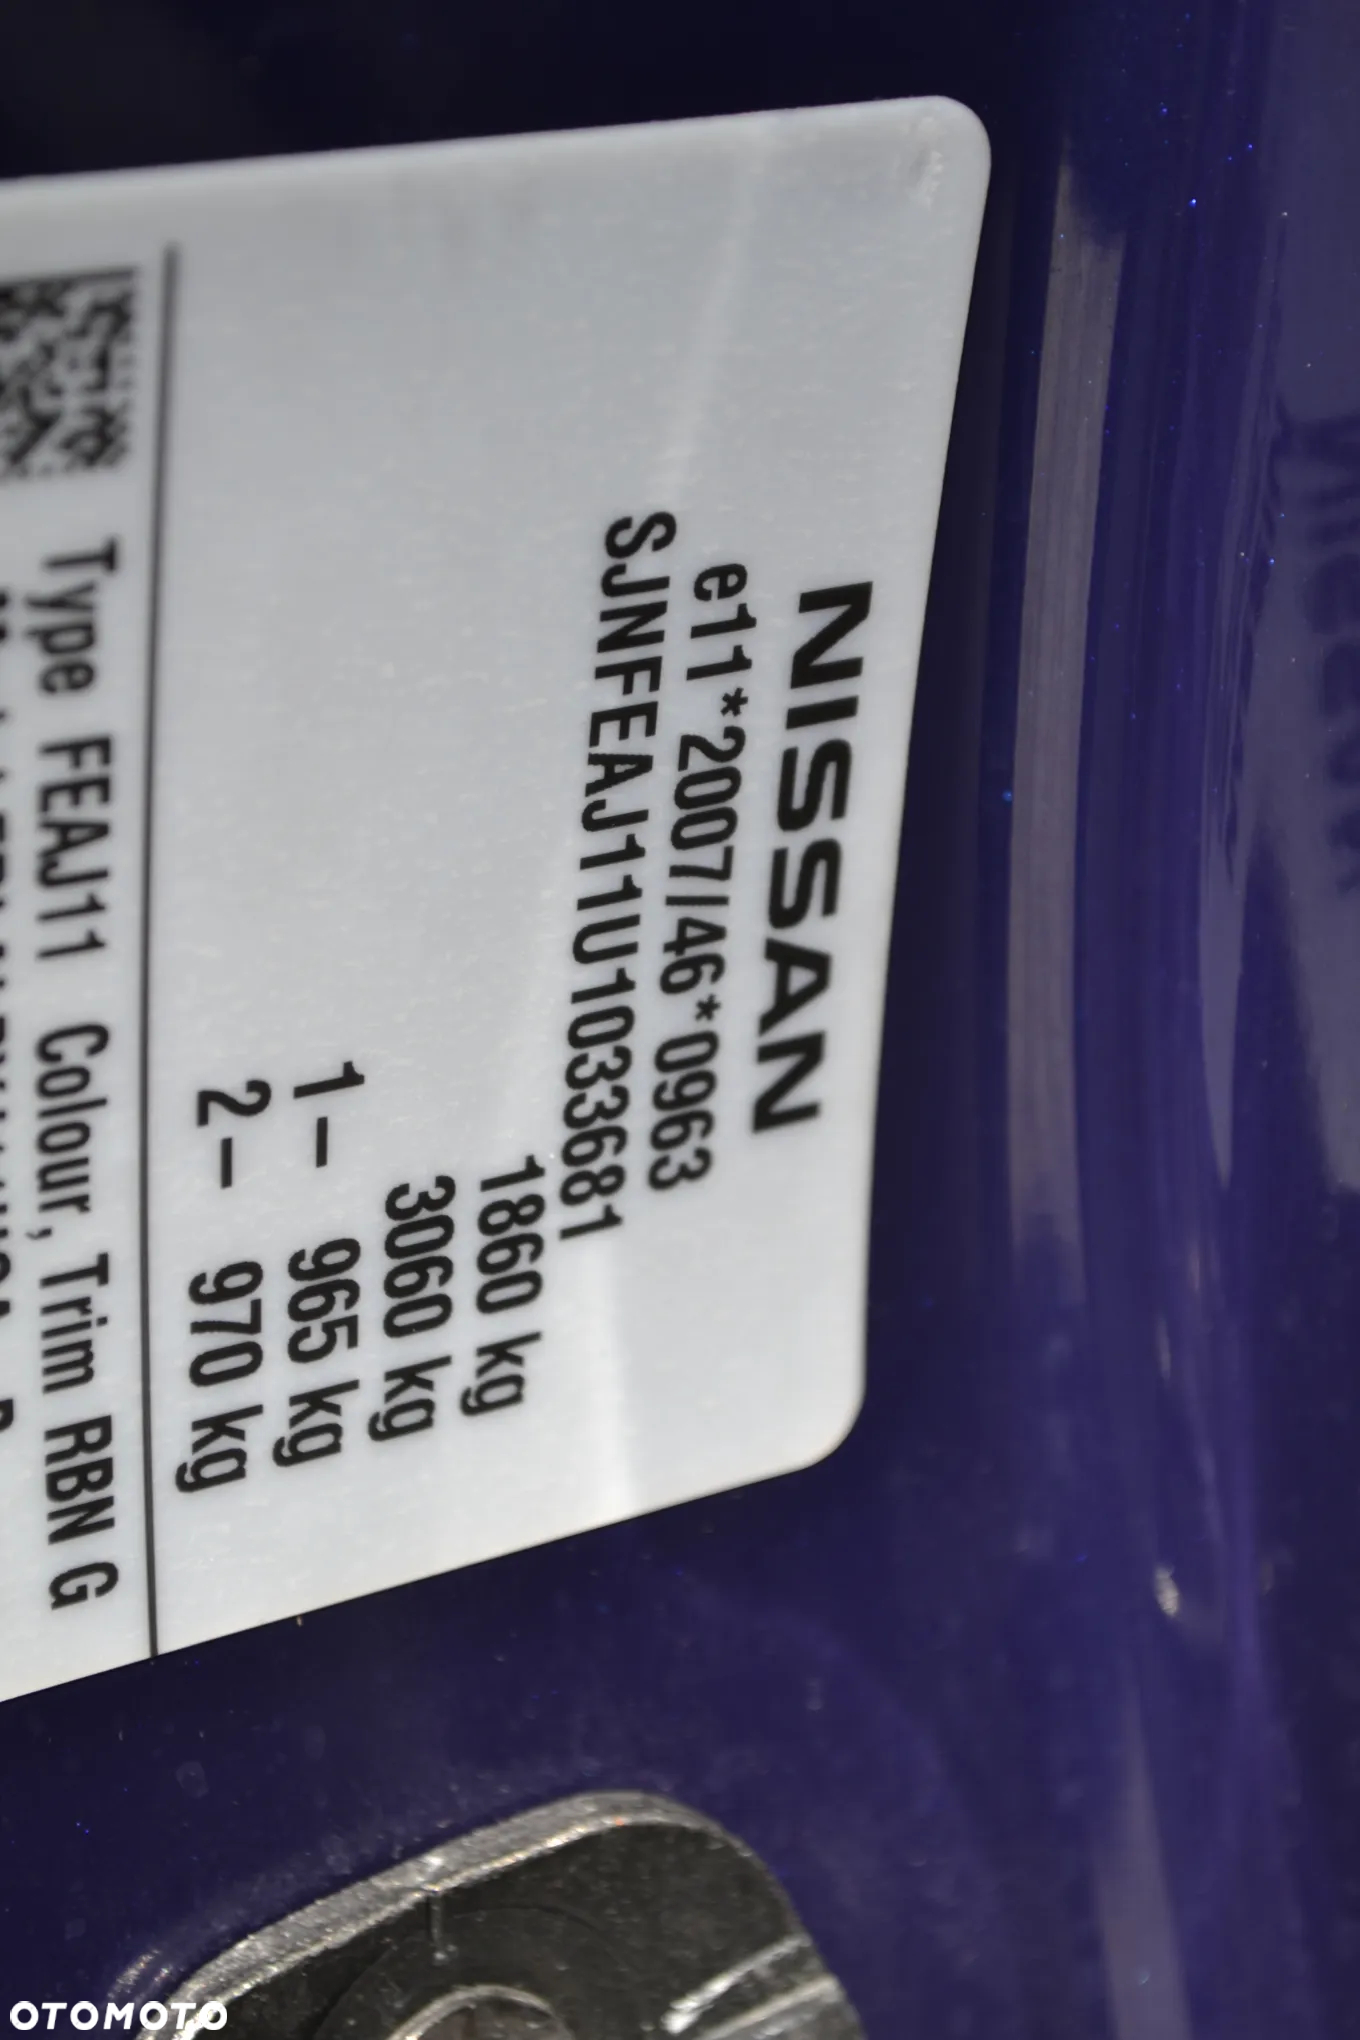 NISSAN
e11*2007/46*0963
SJNFEAJ11U1033681
1860 kg
3060 kg
1- 965 kg
2- 970 kg
Type FEAJ11 Colour, Trim RBN G
OTOMOTO